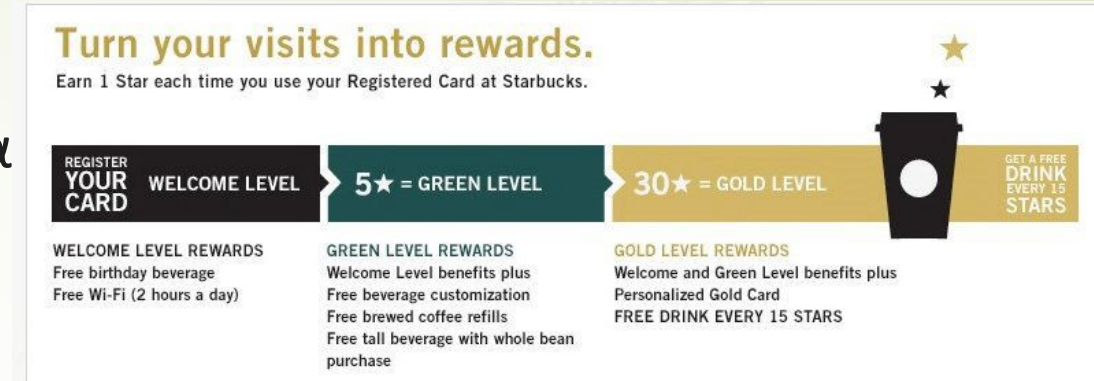 Turn your visits into rewards.
Earn 1 Star each time you use your Registered Card at Starbucks.
α
REGISTER
YOUR
CARD
WELCOME LEVEL
5★ = GREEN LEVEL
30★ = GOLD LEVEL
GET A FREE
DRINK
EVERY 15
STARS
WELCOME LEVEL REWARDS
Free birthday beverage
Free Wi-Fi (2 hours a day)
GREEN LEVEL REWARDS
Welcome Level benefits plus
Free beverage customization
Free brewed coffee refills
Free tall beverage with whole bean
purchase
GOLD LEVEL REWARDS
Welcome and Green Level benefits plus
Personalized Gold Card
FREE DRINK EVERY 15 STARS